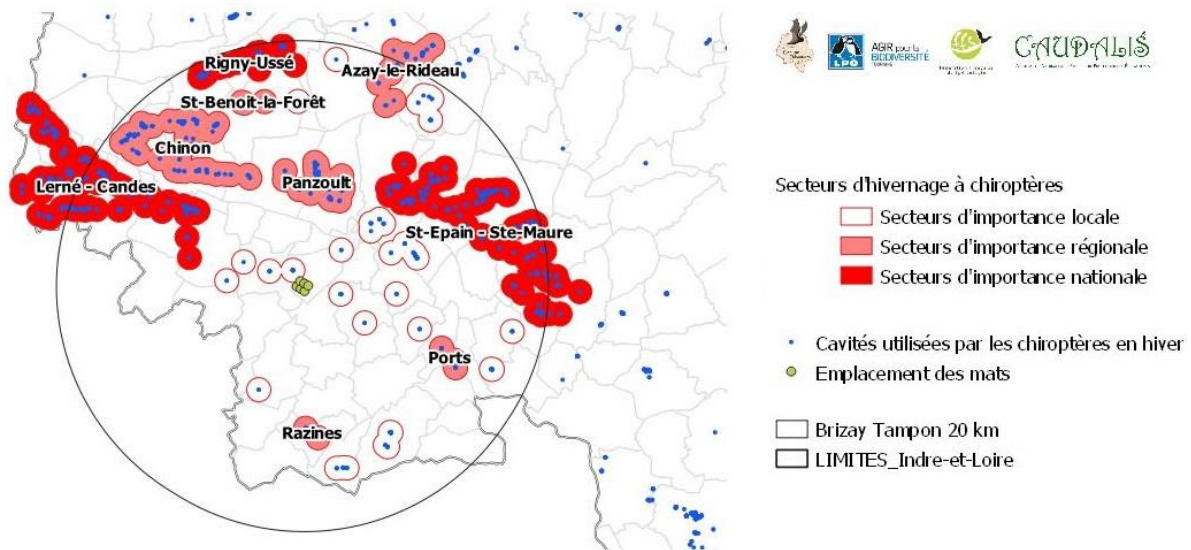 Rigny-Ussé
Azay-le-Rideau
St-Benoit-la-Forêt
Chinon
Panzoult
Lerné - Candes
St-Epain - Ste-Maure
Ports
Razines
LPO
AGIR pour la
BIODIVERSITÉ
CAUDALIS
Secteurs d'hivernage à chiroptères
Secteurs d'importance locale
Secteurs d'importance régionale
Secteurs d'importance nationale
Cavités utilisées par les chiroptères en hiver
Emplacement des mats
Brizay Tampon 20 km
LIMITES_Indre-et-Loire